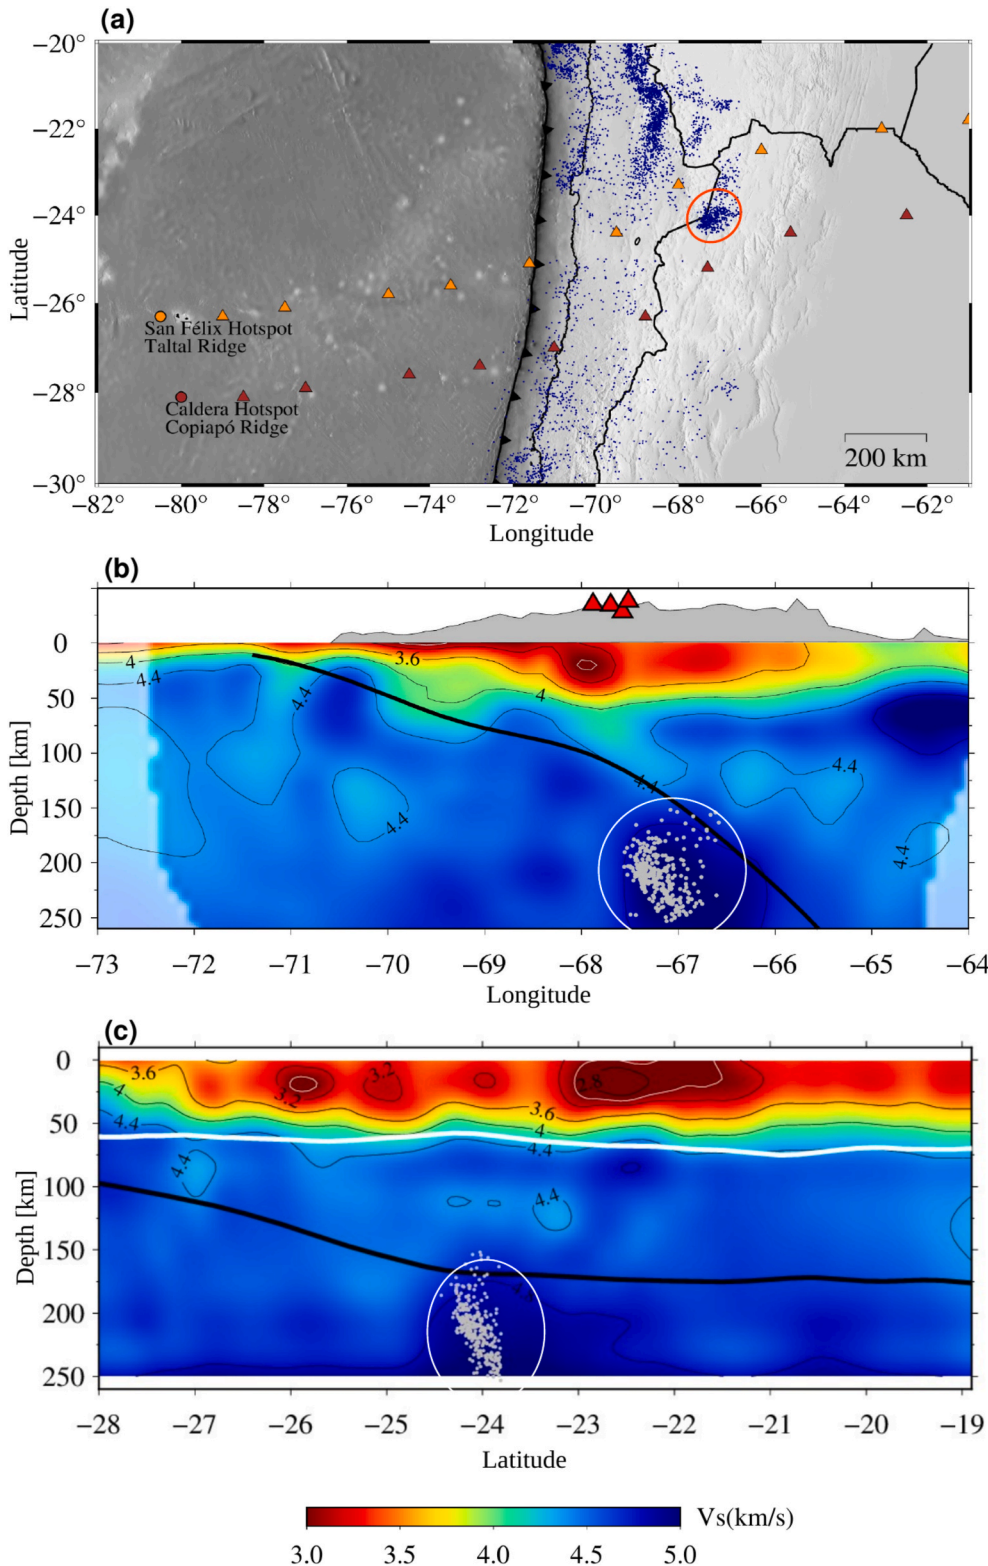 (a)
−20°
−22°
−24°
−26°
−28°
−30°
Latitude
San Félix Hotspot
Taltal Ridge
Caldera Hotspot
Copiapó Ridge
200 km
−82° −80° −78° −76° −74° −72° −70° −68° −66° −64° −62°
Longitude
(b)
0
50
100
150
200
250
Depth [km]
4
4.4
3.6
4.4
4
4.4
4.4
4.4
4.4
−73 −72 −71 −70 −69 −68 −67 −66 −65 −64
Longitude
(c)
0
50
100
150
200
250
Depth [km]
3.6
4
4.4
3.2
3.2
2.8
3.6
4
4.4
4.4
4.4
−28 −27 −26 −25 −24 −23 −22 −21 −20 −19
Latitude
Vs(km/s)
3.0 3.5 4.0 4.5 5.0